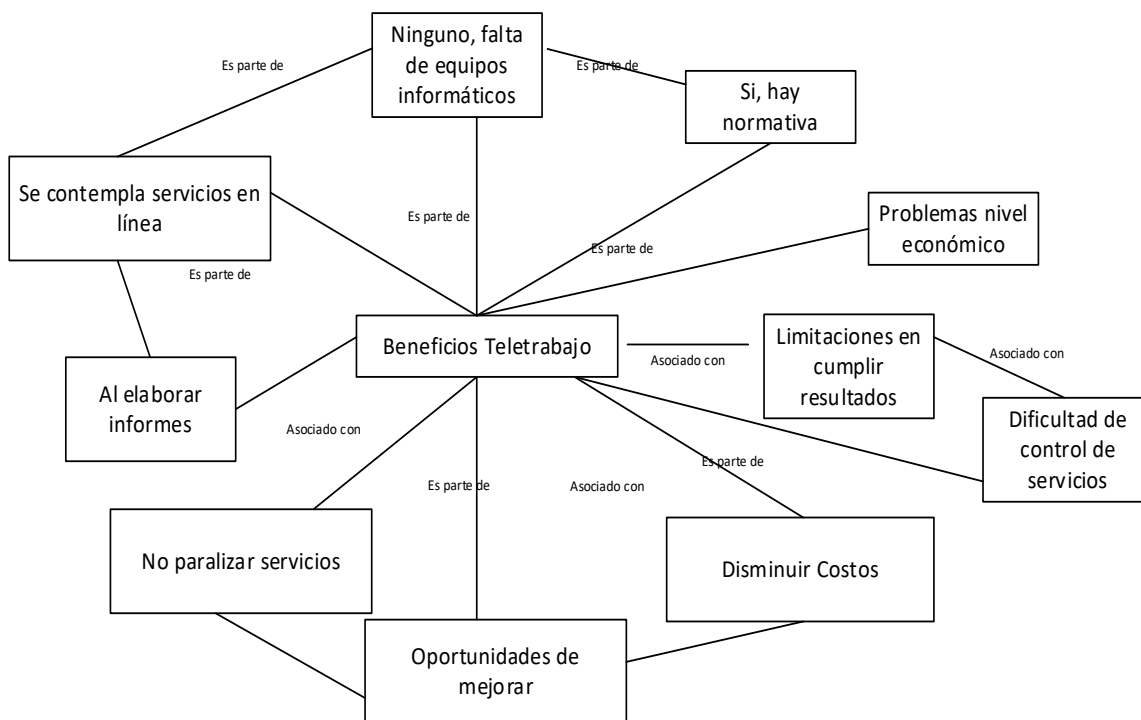 Ninguno, falta
de equipos
informáticos
Es parte de
Es parte de
Si, hay
normativa
Se contempla servicios en
línea
Es parte de
Problemas nivel
económico
Es parte de
Es parte de
Beneficios Teletrabajo
Asociado con
Limitaciones en
cumplir
resultados
Asociado con
Al elaborar
informes
Dificultad de
control de
servicios
Asociado con
Es parte de
Es parte de
Asociado con
No paralizar servicios
Disminuir Costos
Oportunidades de
mejorar